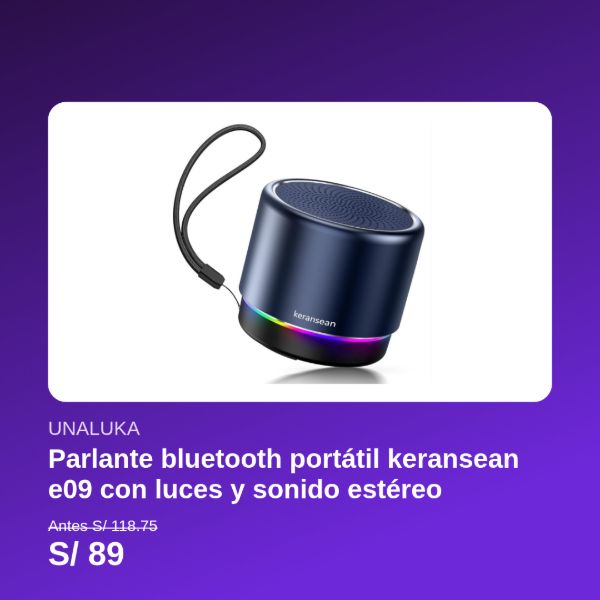 keransean
UNALUKA
Parlante bluetooth portátil keransean
e09 con luces y sonido estéreo
Antes S/ 118.75
S/ 89